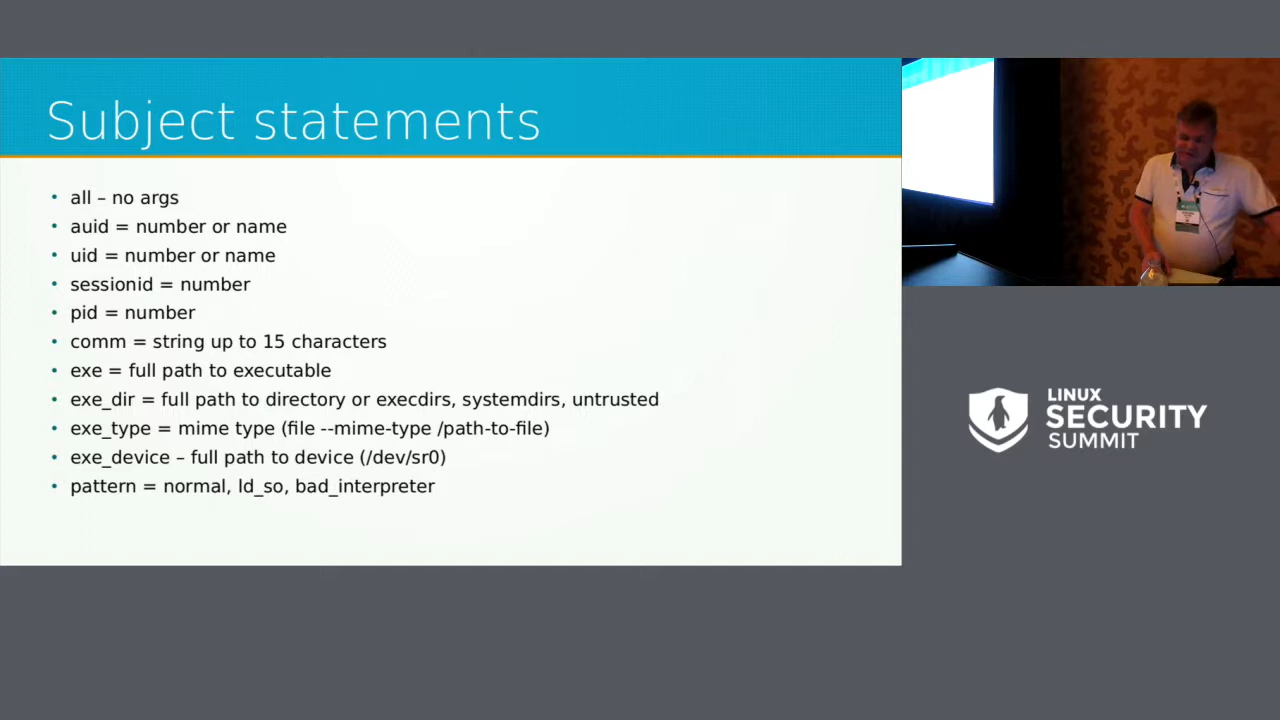 Subject statements
• all – no args
• auid = number or name
• uid = number or name
• sessionid = number
• pid = number
• comm = string up to 15 characters
• exe = full path to executable
• exe_dir = full path to directory or execdirs, systemdirs, untrusted
• exe_type = mime type (file --mime-type /path-to-file)
• exe_device – full path to device (/dev/sr0)
• pattern = normal, ld_so, bad_interpreter
LINUX
SECURITY
SUMMIT